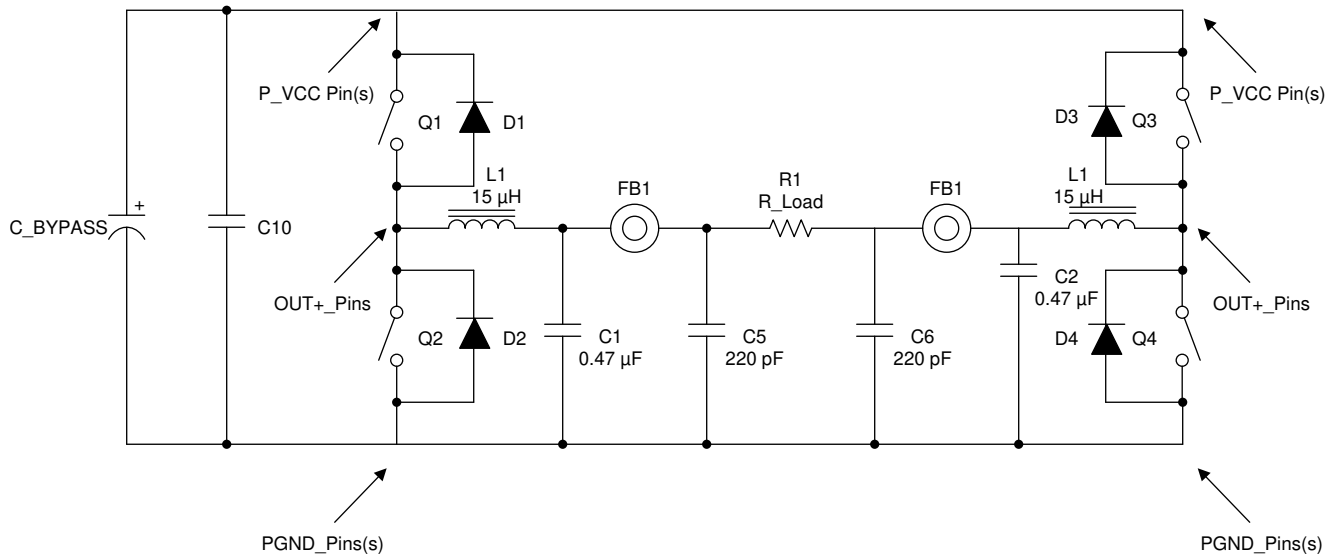 P_VCC Pin(s)
P_VCC Pin(s)
Q1
D1
D3
Q3
L1
15 µH
FB1
R1
R_Load
FB1
L1
15 µH
+
C_BYPASS
C10
OUT+_Pins
C2
0.47 µF
OUT+_Pins
Q2
D2
C1
0.47 µF
C5
220 pF
C6
220 pF
D4
Q4
PGND_Pins(s)
PGND_Pins(s)